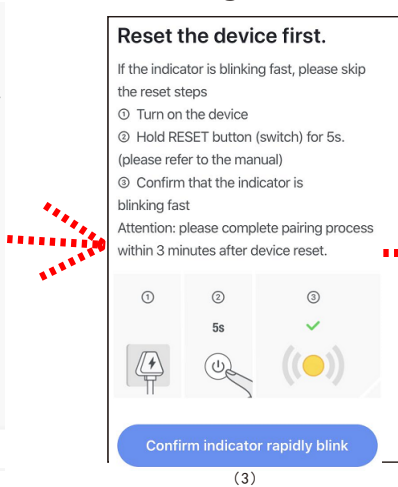 Reset the device first.
If the indicator is blinking fast, please skip
the reset steps
① Turn on the device
② Hold RESET button (switch) for 5s.
(please refer to the manual)
③ Confirm that the indicator is
blinking fast
Attention: please complete pairing process
within 3 minutes after device reset.
① ② ③
5s
Confirm indicator rapidly blink
(3)